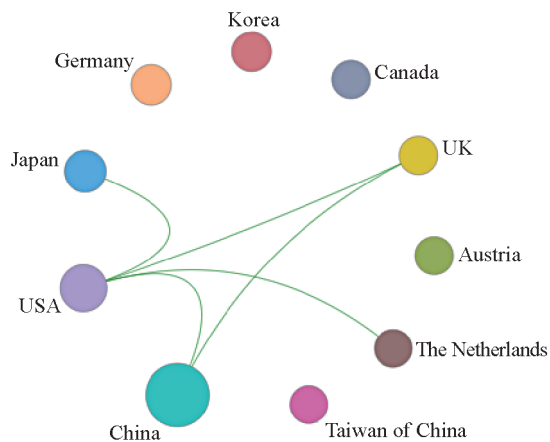 Korea
Germany
Canada
UK
Japan
Austria
USA
The Netherlands
China
Taiwan of China